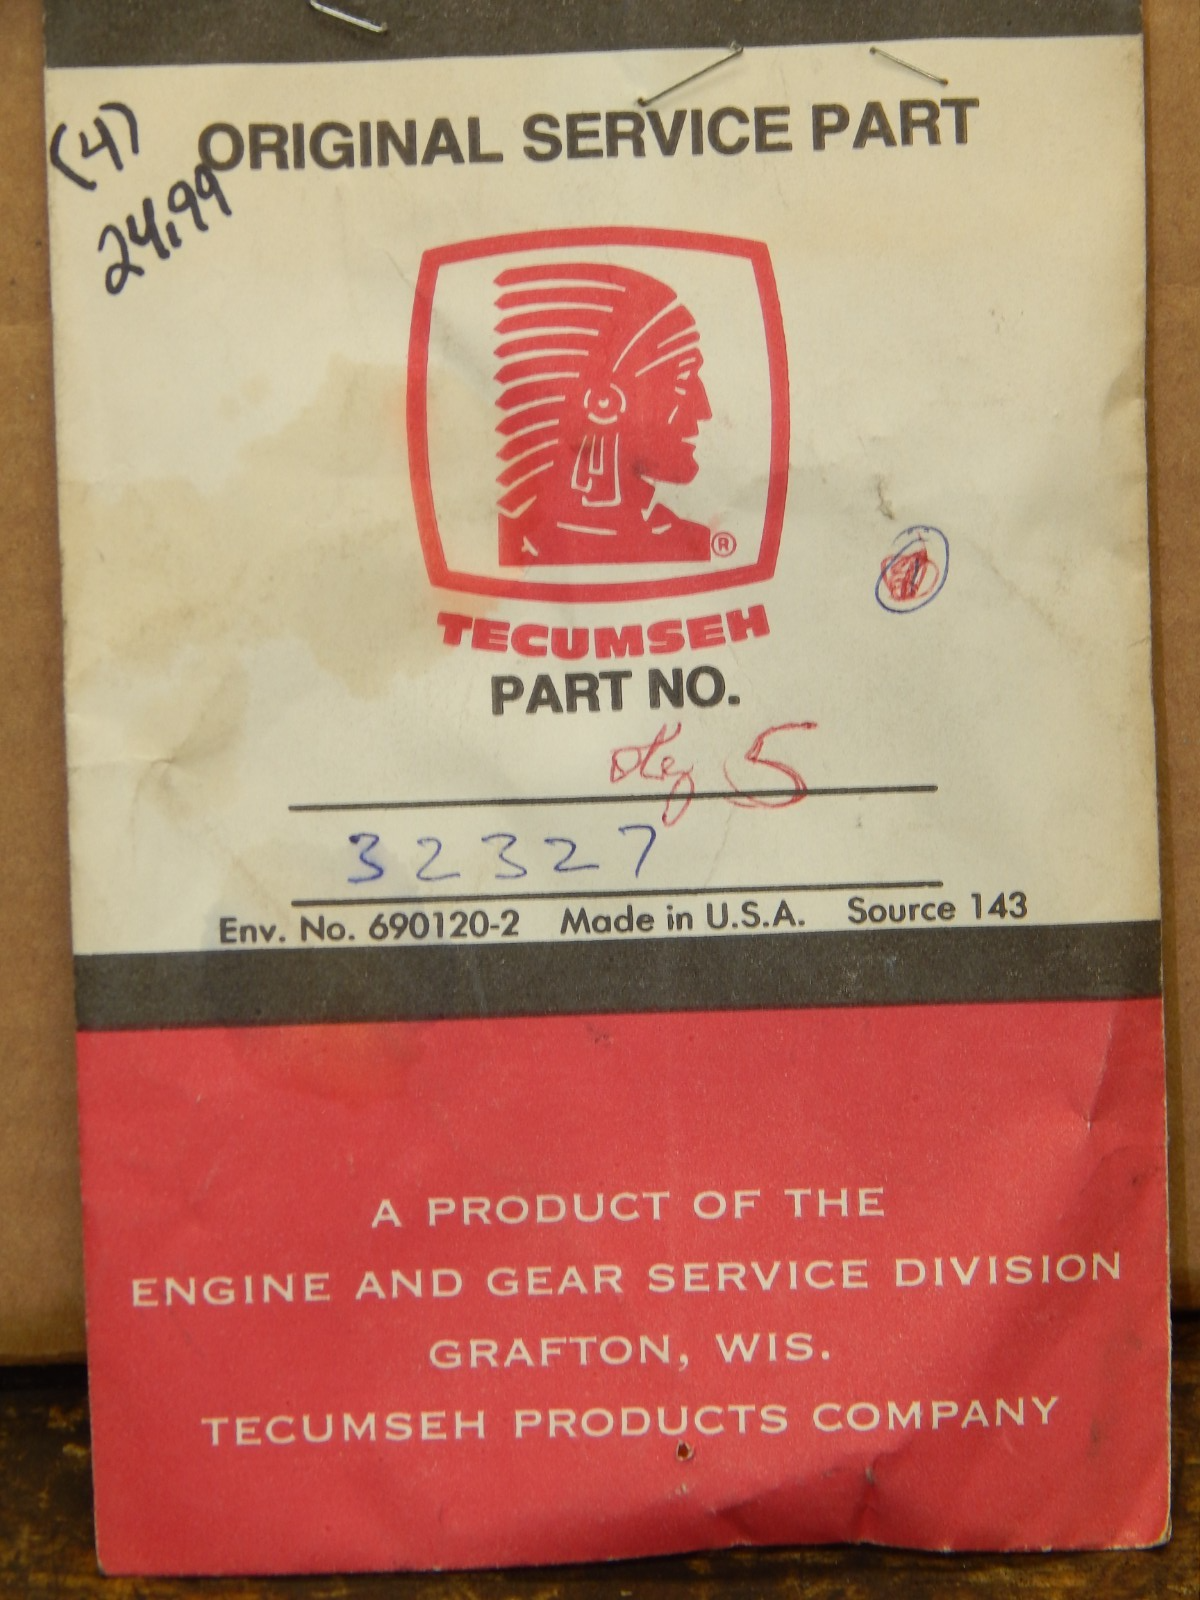 (4)
24.99
ORIGINAL SERVICE PART
®
TECUMSEH
PART NO.
5
32327
Env. No. 690120-2 Made in U.S.A. Source 143
A PRODUCT OF THE
ENGINE AND GEAR SERVICE DIVISION
GRAFTON, WIS.
TECUMSEH PRODUCTS COMPANY